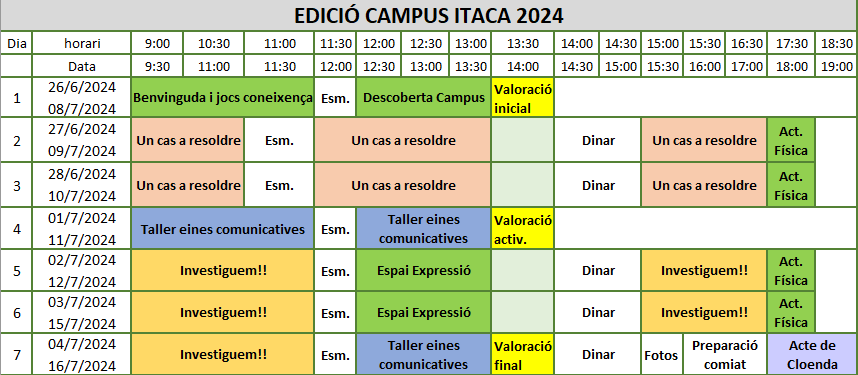 EDICIÓ CAMPUS ITACA 2024
Dia horari 9:00 10:30 11:00 11:30 12:00 12:30 13:00 13:30 14:00 14:30 15:00 15:30 16:30 17:30 18:30
Data 9:30 11:00 11:30 12:00 12:30 13:00 13:30 14:00 14:30 15:00 15:30 16:00 17:00 18:00 19:00
1 26/6/2024 08/7/2024 Benvinguda i jocs coneixença Esm. Descoberta Campus Valoració inicial
2 27/6/2024 09/7/2024 Un cas a resoldre Esm. Un cas a resoldre Dinar Un cas a resoldre Act. Física
3 28/6/2024 10/7/2024 Un cas a resoldre Esm. Un cas a resoldre Dinar Un cas a resoldre Act. Física
4 01/7/2024 11/7/2024 Taller eines comunicatives Esm. Taller eines comunicatives Valoració activ.
5 02/7/2024 12/7/2024 Investiguem!! Esm. Espai Expressió Dinar Investiguem!! Act. Física
6 03/7/2024 15/7/2024 Investiguem!! Esm. Espai Expressió Dinar Investiguem!! Act. Física
7 04/7/2024 16/7/2024 Investiguem!! Esm. Taller eines comunicatives Valoració final Dinar Fotos Preparació comiat Acte de Cloenda